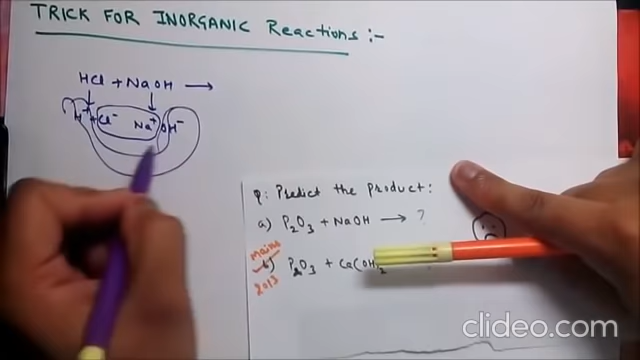 TRICK FOR INORGANIC Reactions :-
HCl + NaOH ⟶
H⁺ + Cl⁻ Na⁺ OH⁻
Q: Predict the product:
a) P₂O₃ + NaOH ⟶ ?
mains
b) P₂O₃ + Ca(OH)₂
2013
clideo.com